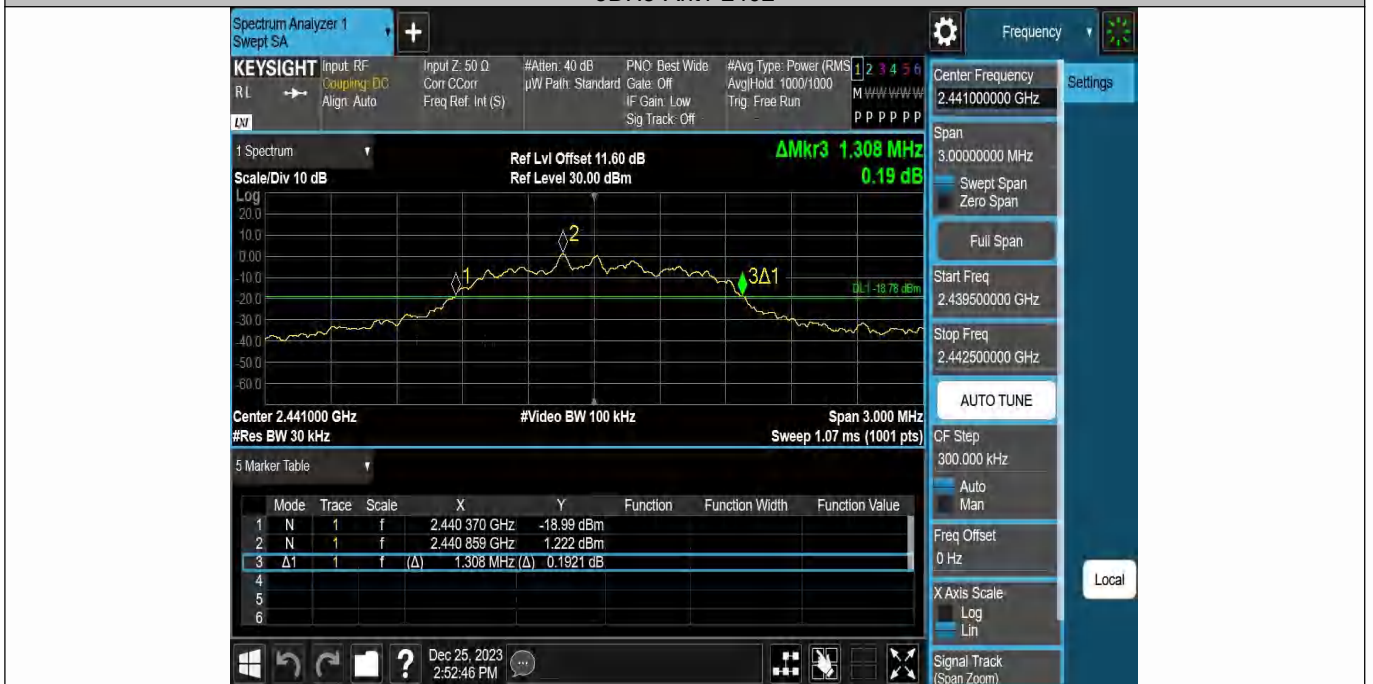 Spectrum Analyzer 1
Swept SA
+
Frequency
KEYSIGHT
RL
LXI
Input: RF
Coupling: DC
Align: Auto
Input Z: 50 Ω
Corr CCorr
Freq Ref: Int (S)
#Atten: 40 dB
µW Path: Standard
PNO: Best Wide
Gate: Off
IF Gain: Low
Sig Track: Off
#Avg Type: Power (RMS
Avg|Hold: 1000/1000
Trig: Free Run
1 2 3 4 5 6
M W W W W W
P P P P P P
Center Frequency
2.441000000 GHz
Settings
1 Spectrum
Scale/Div 10 dB
Ref Lvl Offset 11.60 dB
Ref Level 30.00 dBm
ΔMkr3 1.308 MHz
0.19 dB
Span
3.00000000 MHz
Swept Span
Zero Span
Full Span
Start Freq
2.439500000 GHz
Stop Freq
2.442500000 GHz
AUTO TUNE
CF Step
300.000 kHz
Auto
Man
Freq Offset
0 Hz
X Axis Scale
Log
Lin
Signal Track
(Span Zoom)
Local
Log
20.0
10.0
0.00
-10.0
-20.0
-30.0
-40.0
-50.0
-60.0
1
2
3Δ1
DL1 -18.78 dBm
Center 2.441000 GHz
#Res BW 30 kHz
#Video BW 100 kHz
Span 3.000 MHz
Sweep 1.07 ms (1001 pts)
5 Marker Table
Mode Trace Scale X Y Function Function Width Function Value
1 N 1 f 2.440 370 GHz -18.99 dBm
2 N 1 f 2.440 859 GHz 1.222 dBm
3 Δ1 1 f (Δ) 1.308 MHz (Δ) 0.1921 dB
4
5
6
?
Dec 25, 2023
2:52:46 PM